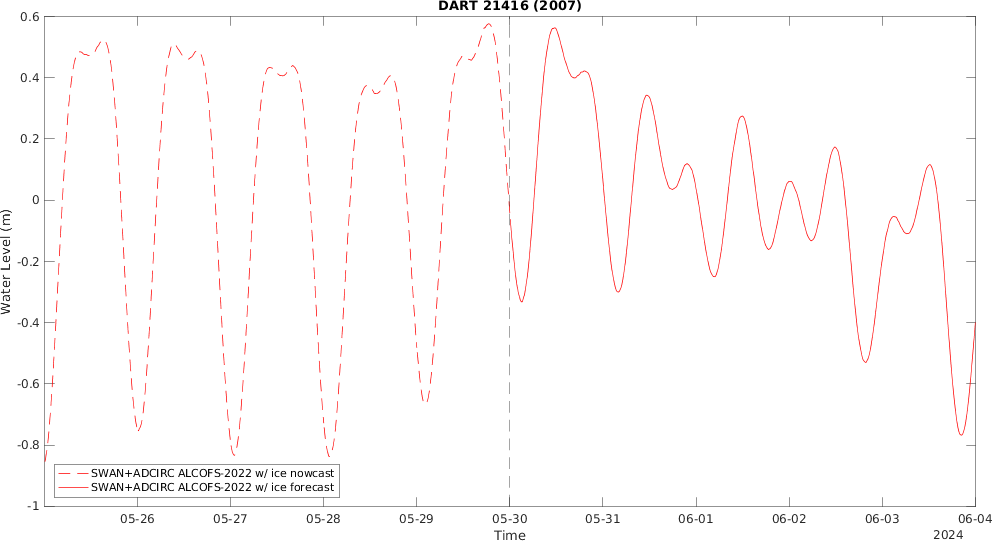 DART 21416 (2007)
0.6
0.4
0.2
0
-0.2
-0.4
-0.6
-0.8
-1
Water Level (m)
SWAN+ADCIRC ALCOFS-2022 w/ ice nowcast
SWAN+ADCIRC ALCOFS-2022 w/ ice forecast
05-26 05-27 05-28 05-29 05-30 05-31 06-01 06-02 06-03 06-04
Time
2024